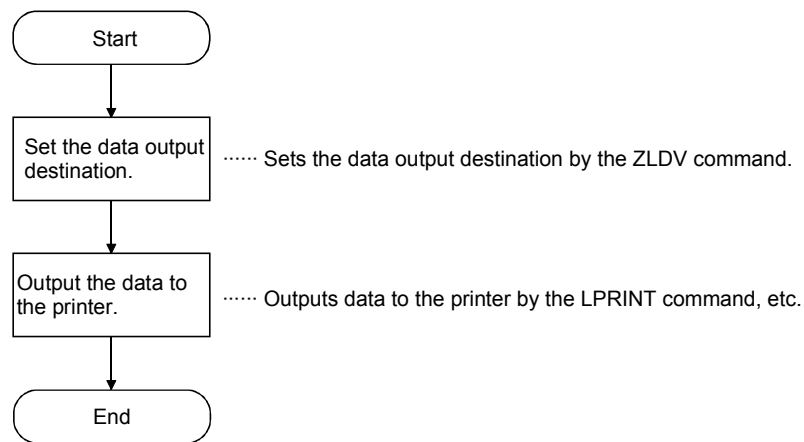 Start
Set the data output
destination.
······ Sets the data output destination by the ZLDV command.
Output the data to
the printer.
······ Outputs data to the printer by the LPRINT command, etc.
End